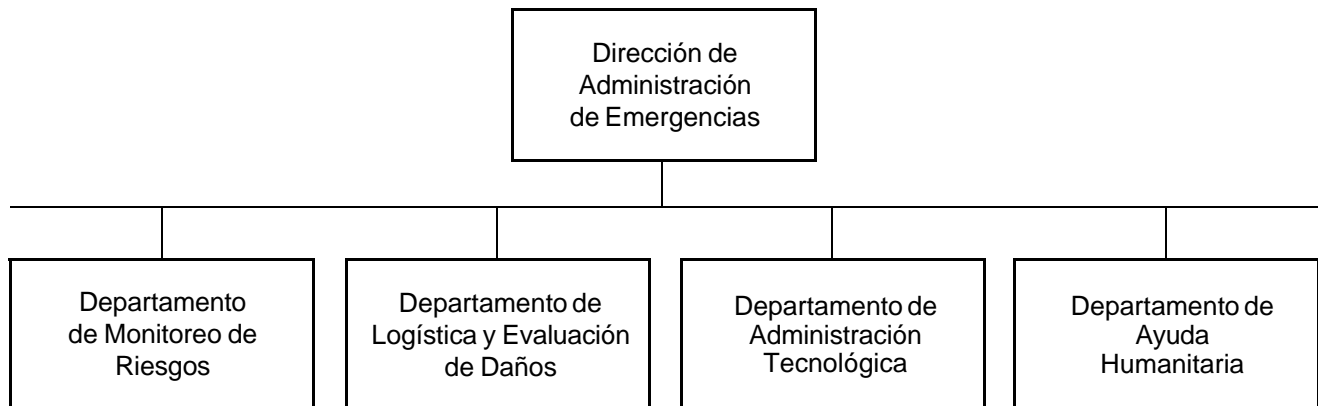 Dirección de
Administración
de Emergencias
Departamento
de Monitoreo de
Riesgos
Departamento de
Logística y Evaluación
de Daños
Departamento de
Administración
Tecnológica
Departamento de
Ayuda
Humanitaria